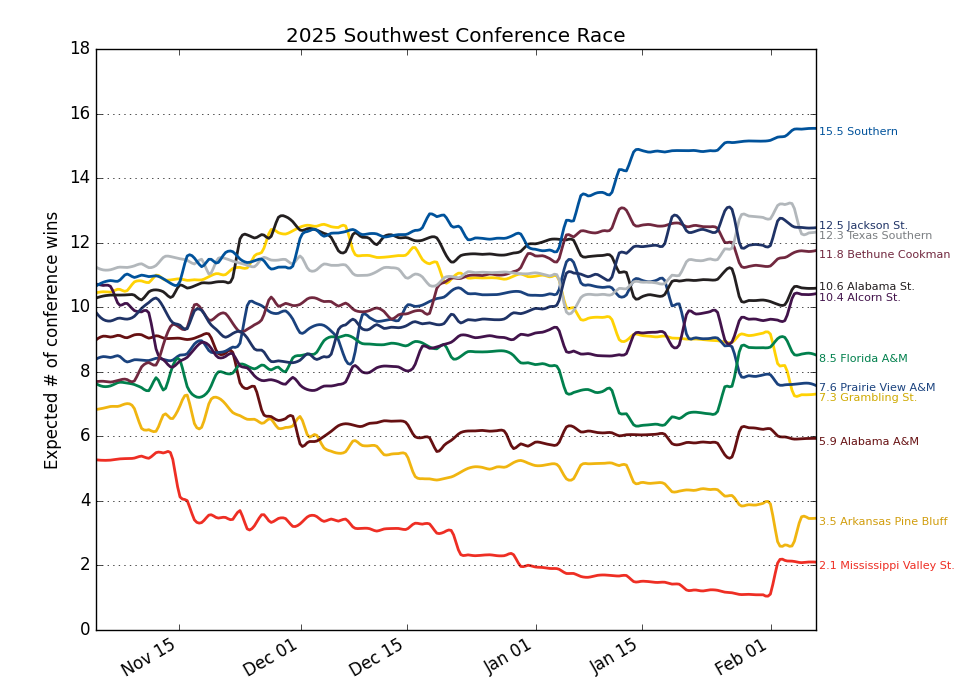 2025 Southwest Conference Race
Expected # of conference wins
18
16
14
12
10
8
6
4
2
0
Nov 15
Dec 01
Dec 15
Jan 01
Jan 15
Feb 01
15.5 Southern
12.5 Jackson St.
12.3 Texas Southern
11.8 Bethune Cookman
10.6 Alabama St.
10.4 Alcorn St.
8.5 Florida A&M
7.6 Prairie View A&M
7.3 Grambling St.
5.9 Alabama A&M
3.5 Arkansas Pine Bluff
2.1 Mississippi Valley St.